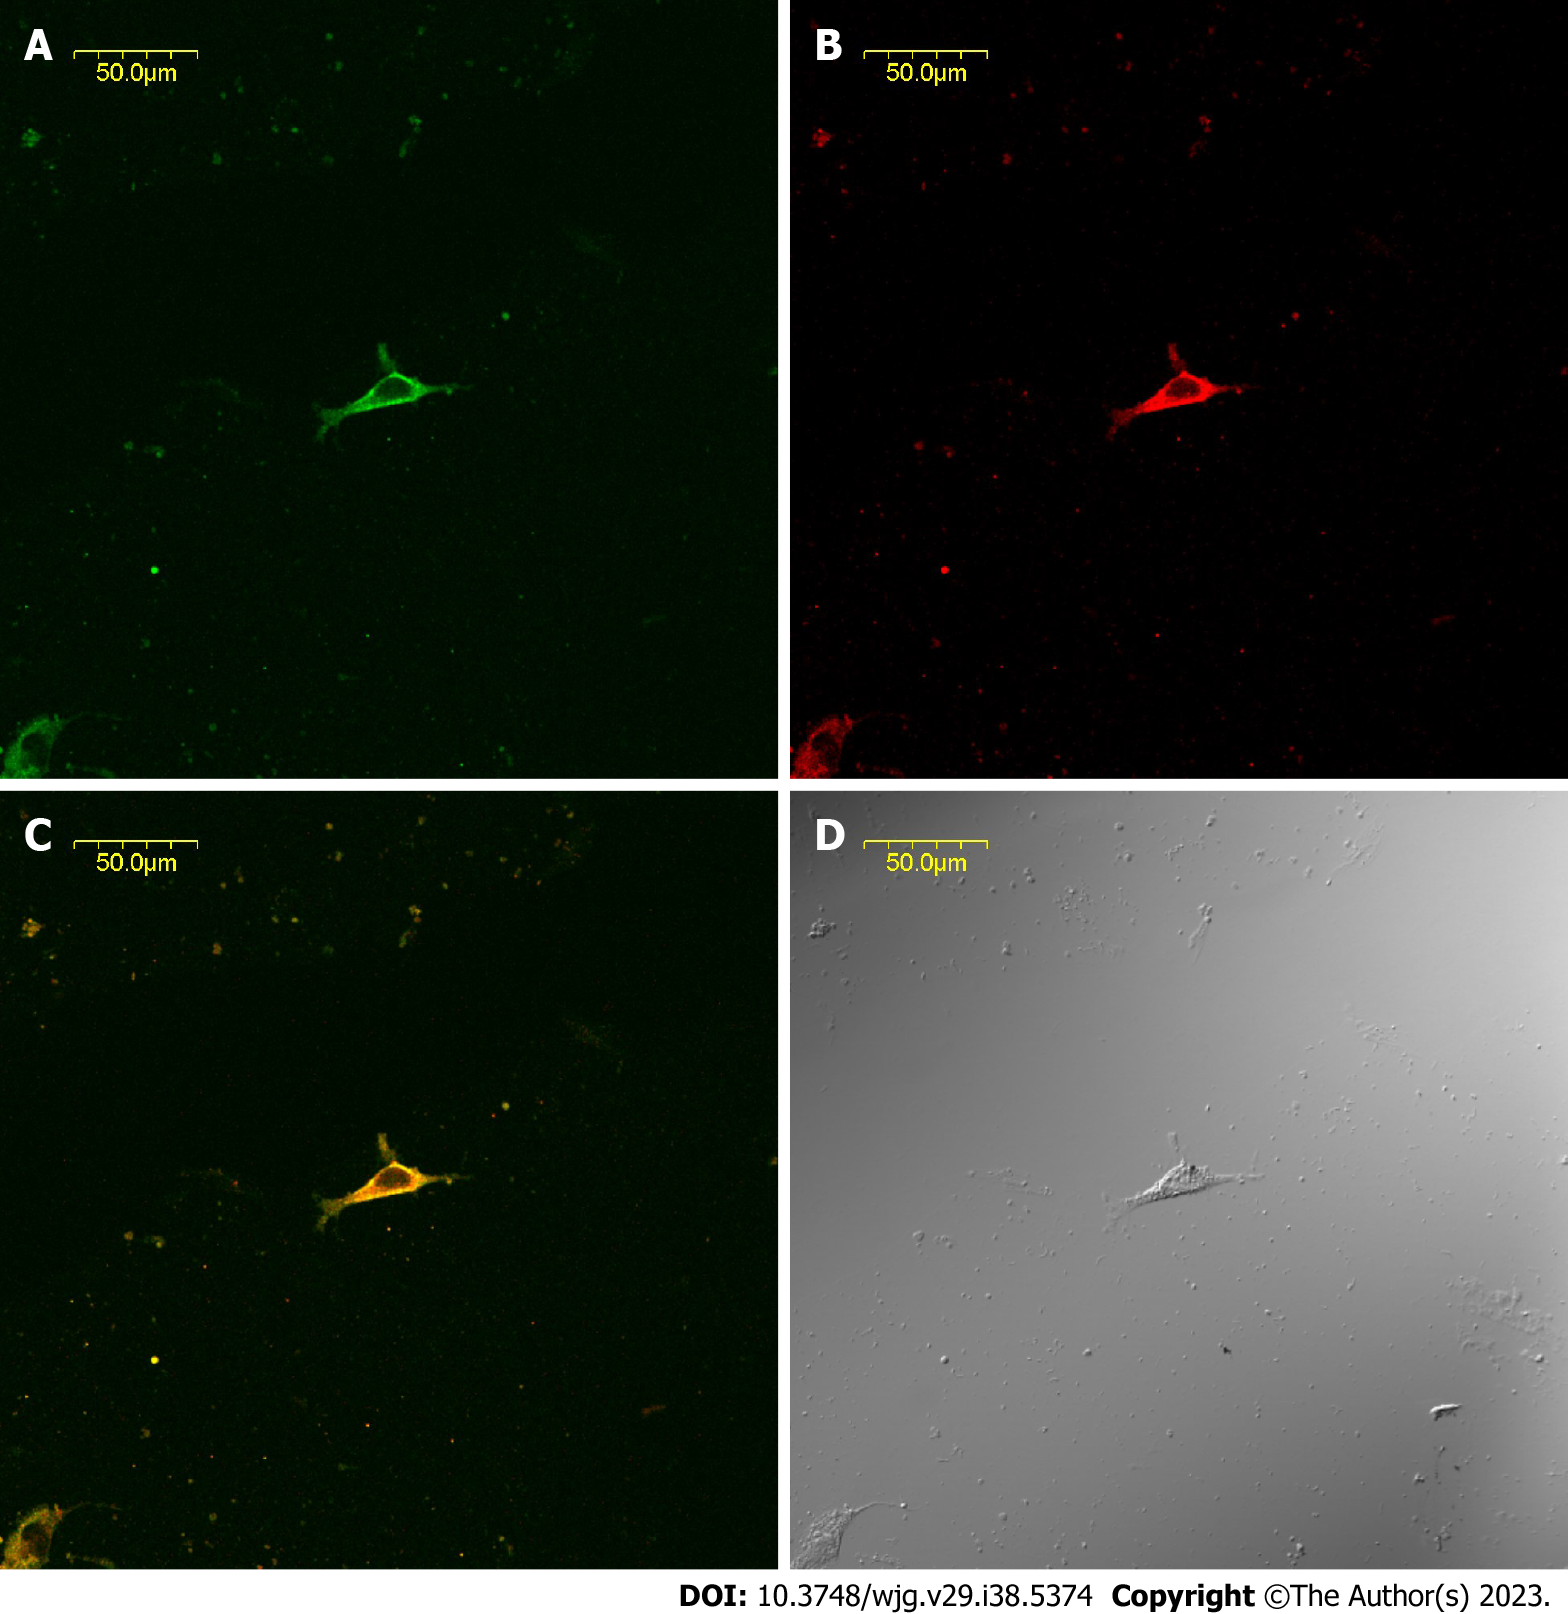 A
50.0µm
B
50.0µm
C
50.0µm
D
50.0µm
DOI: 10.3748/wjg.v29.i38.5374 Copyright ©The Author(s) 2023.